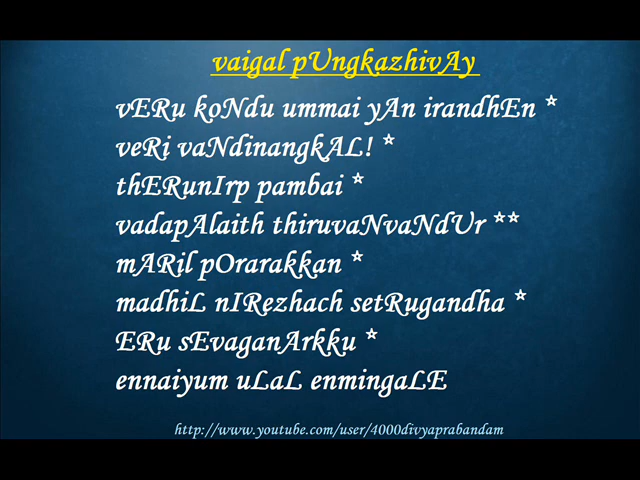 vaigal pUngkazhivAy
vERu koNdu ummai yAn irandhEn *
veRi vaNdinangkAL! *
thERunIrp pambai *
vadapAlaith thiruvaNvaNdUr **
mARil pOrarakkan *
madhiL nIRezhach setRugandha *
ERu sEvaganArkku *
ennaiyum uLaL enmingaLE
http://www.youtube.com/user/4000divyaprabandam